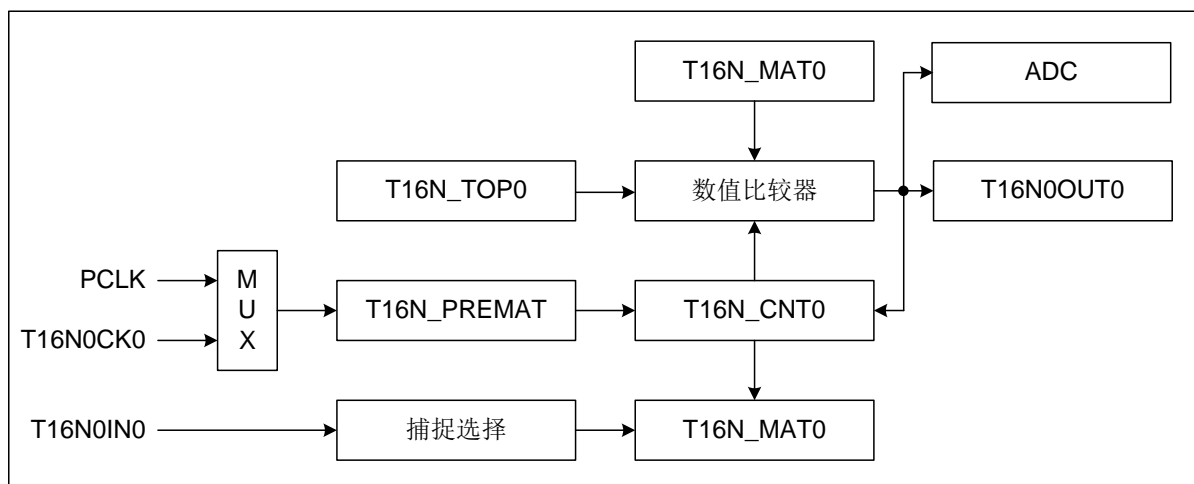 T16N_MAT0
ADC
T16N_TOP0
数值比较器
T16N0OUT0
PCLK
T16N0CK0
M
U
X
T16N_PREMAT
T16N_CNT0
T16N0IN0
捕捉选择
T16N_MAT0